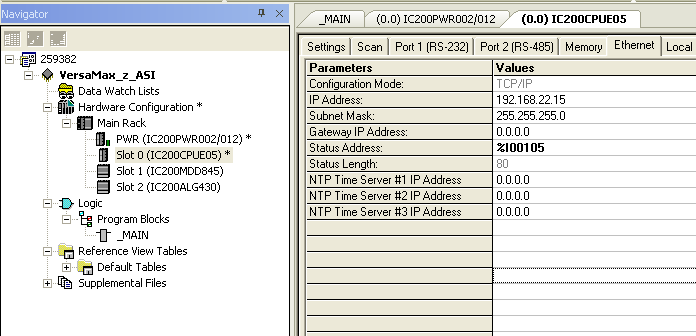 Navigator
259382
VersaMax_z_ASI
Data Watch Lists
Hardware Configuration *
Main Rack
PWR (IC200PWR002/012) *
Slot 0 (IC200CPUE05) *
Slot 1 (IC200MDD845)
Slot 2 (IC200ALG430)
Logic
Program Blocks
_MAIN
Reference View Tables
Default Tables
Supplemental Files
_MAIN (0.0) IC200PWR002/012 (0.0) IC200CPUE05
Settings Scan Port 1 (RS-232) Port 2 (RS-485) Memory Ethernet Local
Parameters Values
Configuration Mode: TCP/IP
IP Address: 192.168.22.15
Subnet Mask: 255.255.255.0
Gateway IP Address: 0.0.0.0
Status Address: %I00105
Status Length: 80
NTP Time Server #1 IP Address 0.0.0.0
NTP Time Server #2 IP Address 0.0.0.0
NTP Time Server #3 IP Address 0.0.0.0